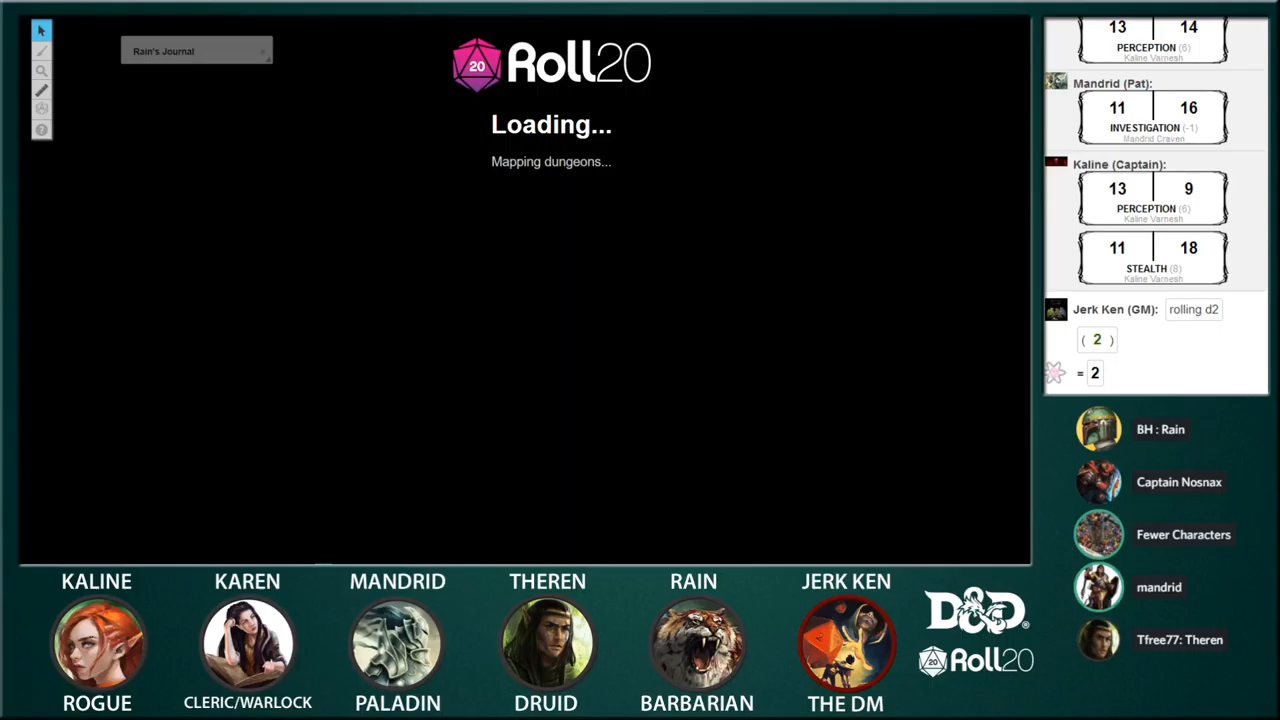 Rain's Journal
20 Roll20
Loading...
Mapping dungeons...
13 14
PERCEPTION (6)
Kaline Varnesh
Mandrid (Pat):
11 16
INVESTIGATION (-1)
Mandrid Craven
Kaline (Captain):
13 9
PERCEPTION (6)
Kaline Varnesh
11 18
STEALTH (8)
Kaline Varnesh
Jerk Ken (GM): rolling d2
( 2 )
= 2
BH : Rain
Captain Nosnax
Fewer Characters
mandrid
Tfree77: Theren
KALINE KAREN MANDRID THEREN RAIN JERK KEN
D&D®
20 Roll20
ROGUE CLERIC/WARLOCK PALADIN DRUID BARBARIAN THE DM